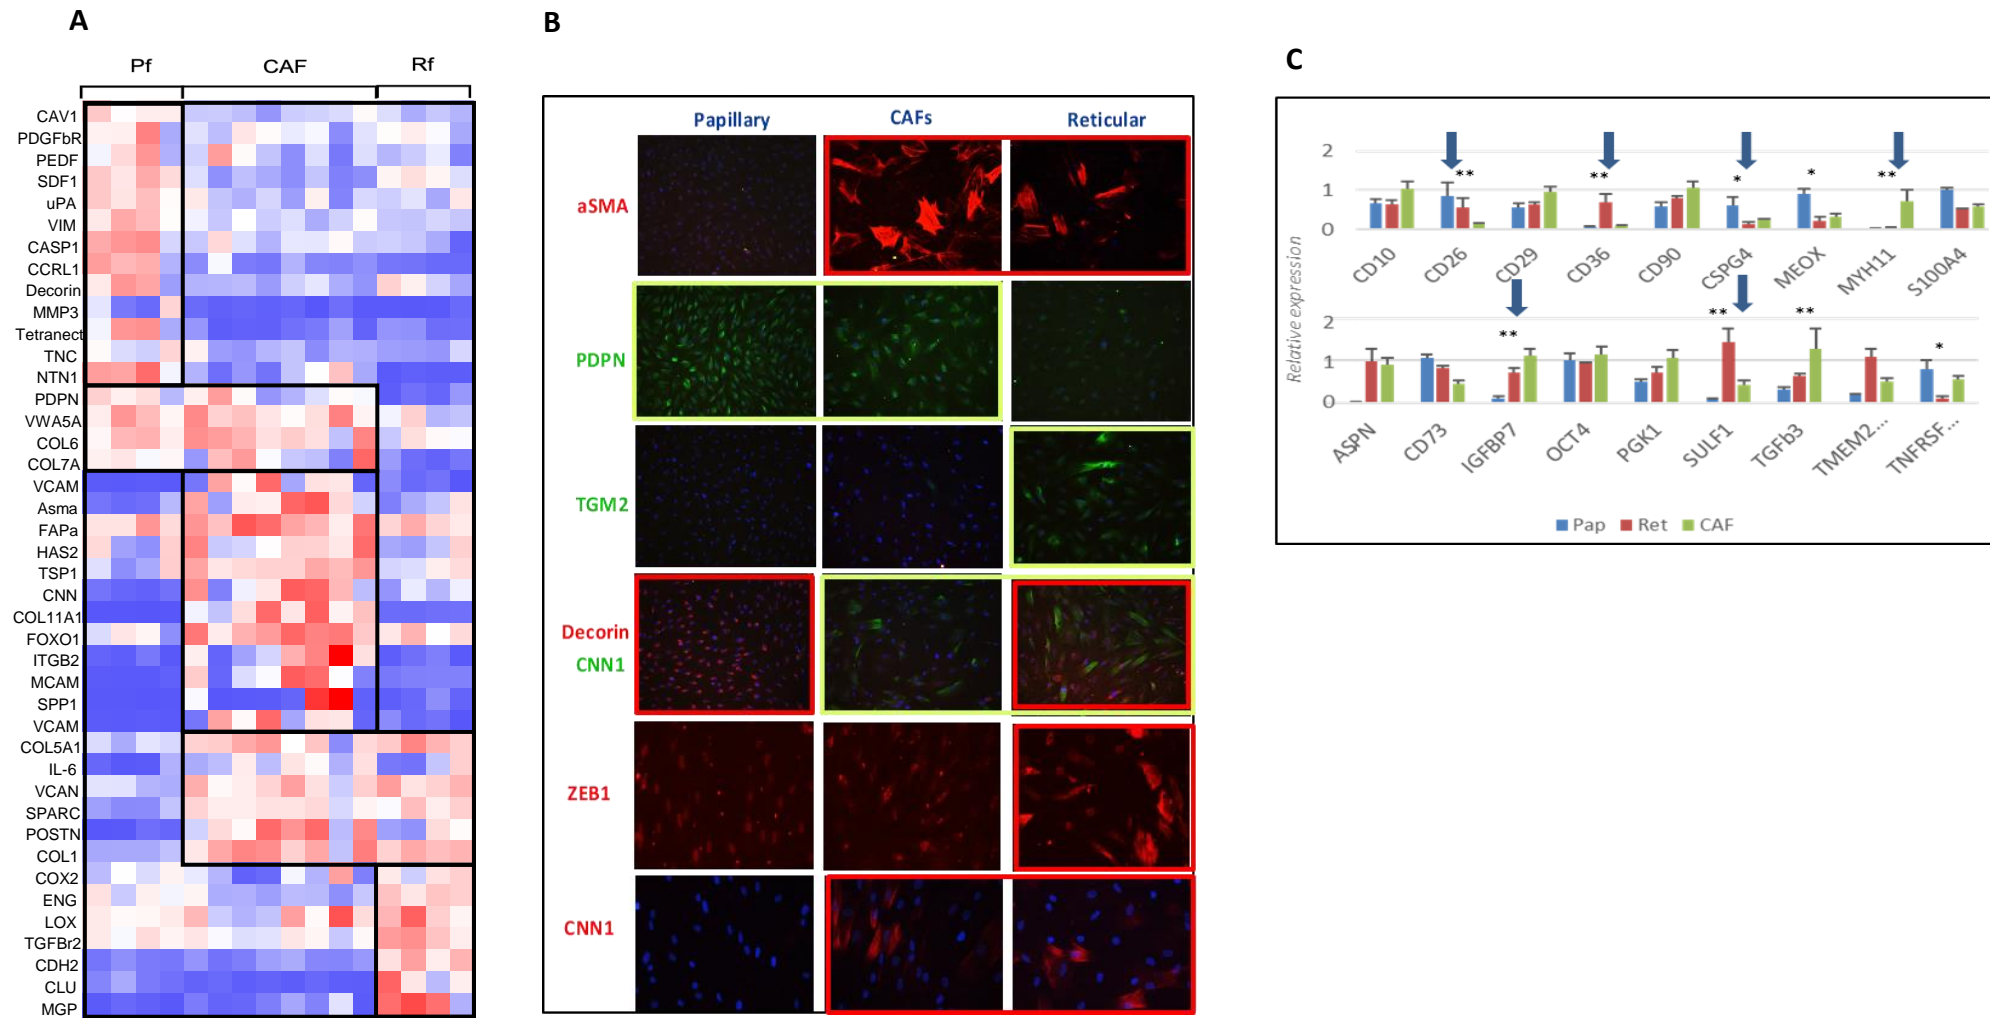 A
Pf CAF Rf
CAV1
PDGFbR
PEDF
SDF1
uPA
VIM
CASP1
CCRL1
Decorin
MMP3
Tetranect
TNC
NTN1
PDPN
VWA5A
COL6
COL7A
VCAM
Asma
FAPa
HAS2
TSP1
CNN
COL11A1
FOXO1
ITGB2
MCAM
SPP1
VCAM
COL5A1
IL-6
VCAN
SPARC
POSTN
COL1
COX2
ENG
LOX
TGFBr2
CDH2
CLU
MGP
B
Papillary CAFs Reticular
aSMA
PDPN
TGM2
Decorin
CNN1
ZEB1
CNN1
C
Relative expression
2
1
0
** ** * * **
CD10 CD26 CD29 CD36 CD90 CSPG4 MEOX MYH11 S100A4
2
1
0
** ** ** *
ASPN CD73 IGFBP7 OCT4 PGK1 SULF1 TGFb3 TMEM2... TNFRSF...
Pap Ret CAF